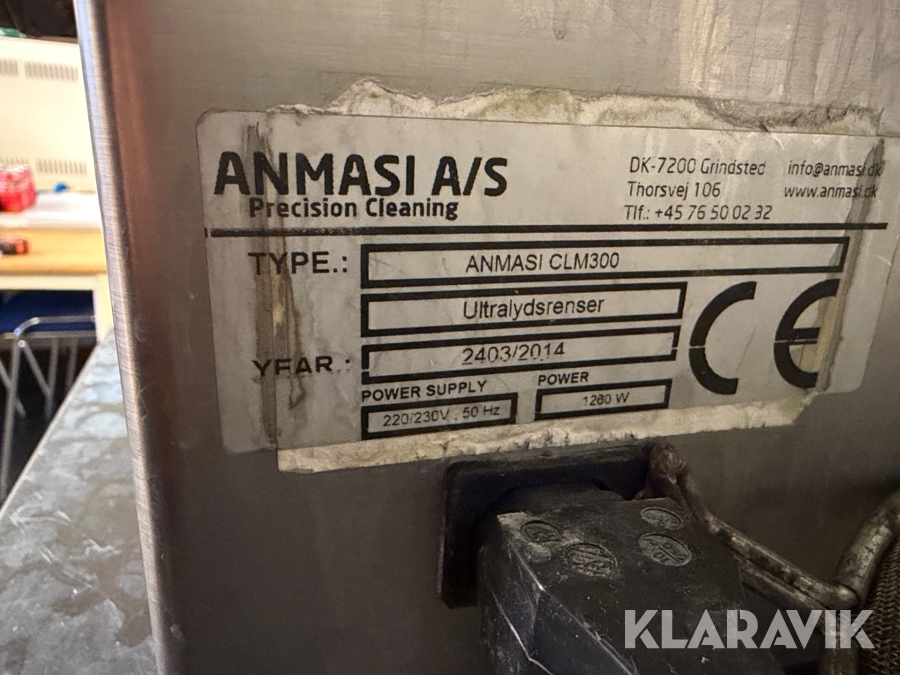 ANMASI A/S
Precision Cleaning
DK-7200 Grindsted info@anmasi.dk
Thorsvej 106 www.anmasi.dk
Tlf.: +45 76 50 02 32
TYPE.: ANMASI CLM300
Ultralydsrenser
YEAR.: 2403/2014
POWER SUPPLY POWER
220/230V . 50 Hz 1260 W
CE
KLARAVIK